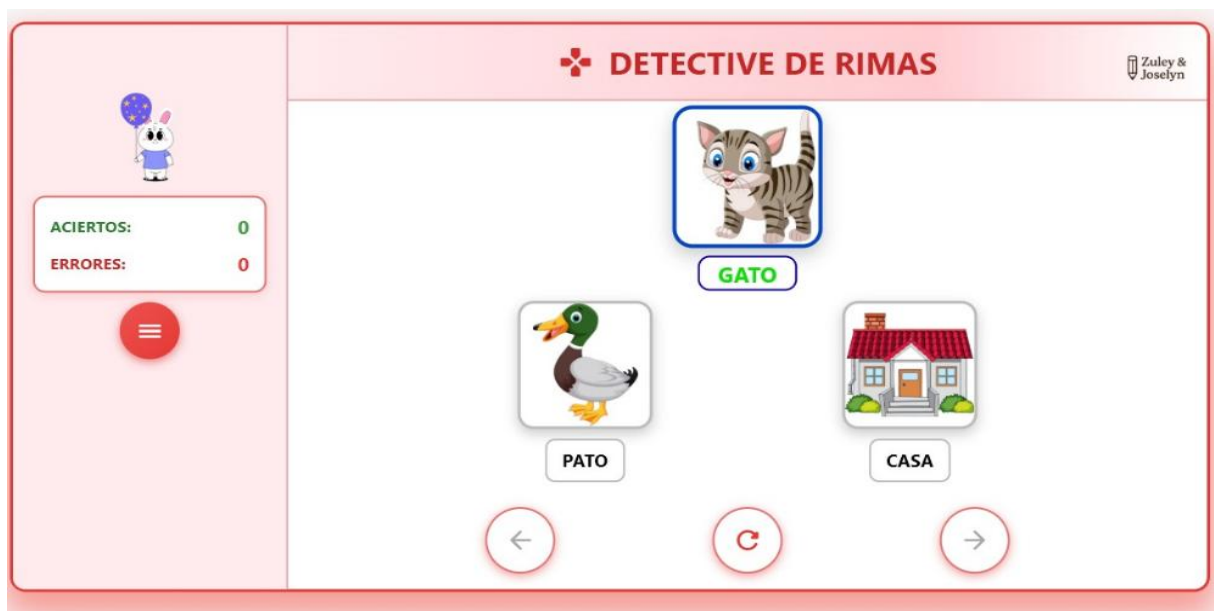 DETECTIVE DE RIMAS
Zuley &
Joselyn
ACIERTOS: 0
ERRORES: 0
GATO
PATO
CASA